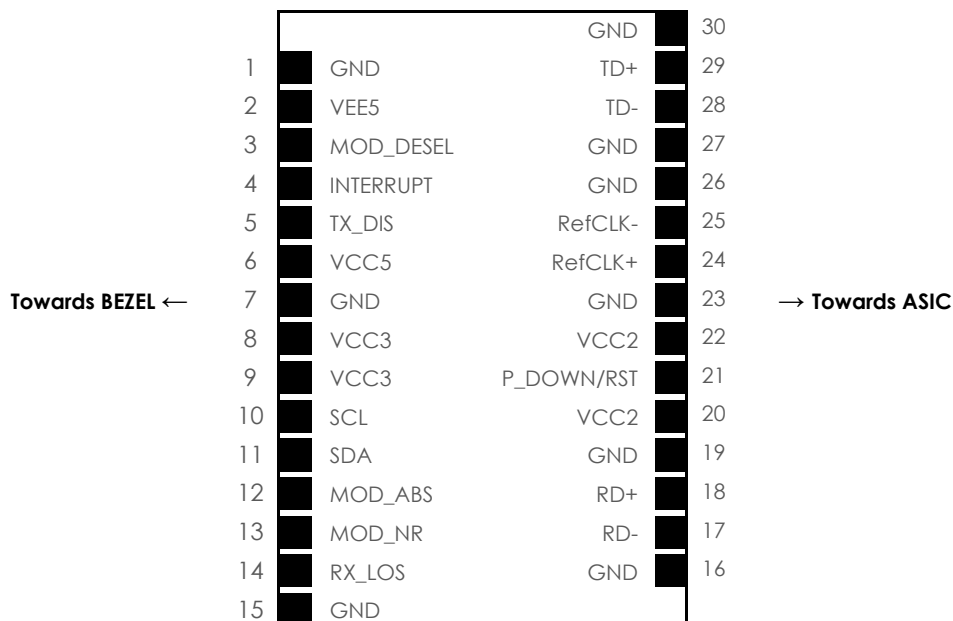 GND 30
1 GND TD+ 29
2 VEE5 TD- 28
3 MOD_DESEL GND 27
4 INTERRUPT GND 26
5 TX_DIS RefCLK- 25
6 VCC5 RefCLK+ 24
Towards BEZEL ← 7 GND GND 23 → Towards ASIC
8 VCC3 VCC2 22
9 VCC3 P_DOWN/RST 21
10 SCL VCC2 20
11 SDA GND 19
12 MOD_ABS RD+ 18
13 MOD_NR RD- 17
14 RX_LOS GND 16
15 GND